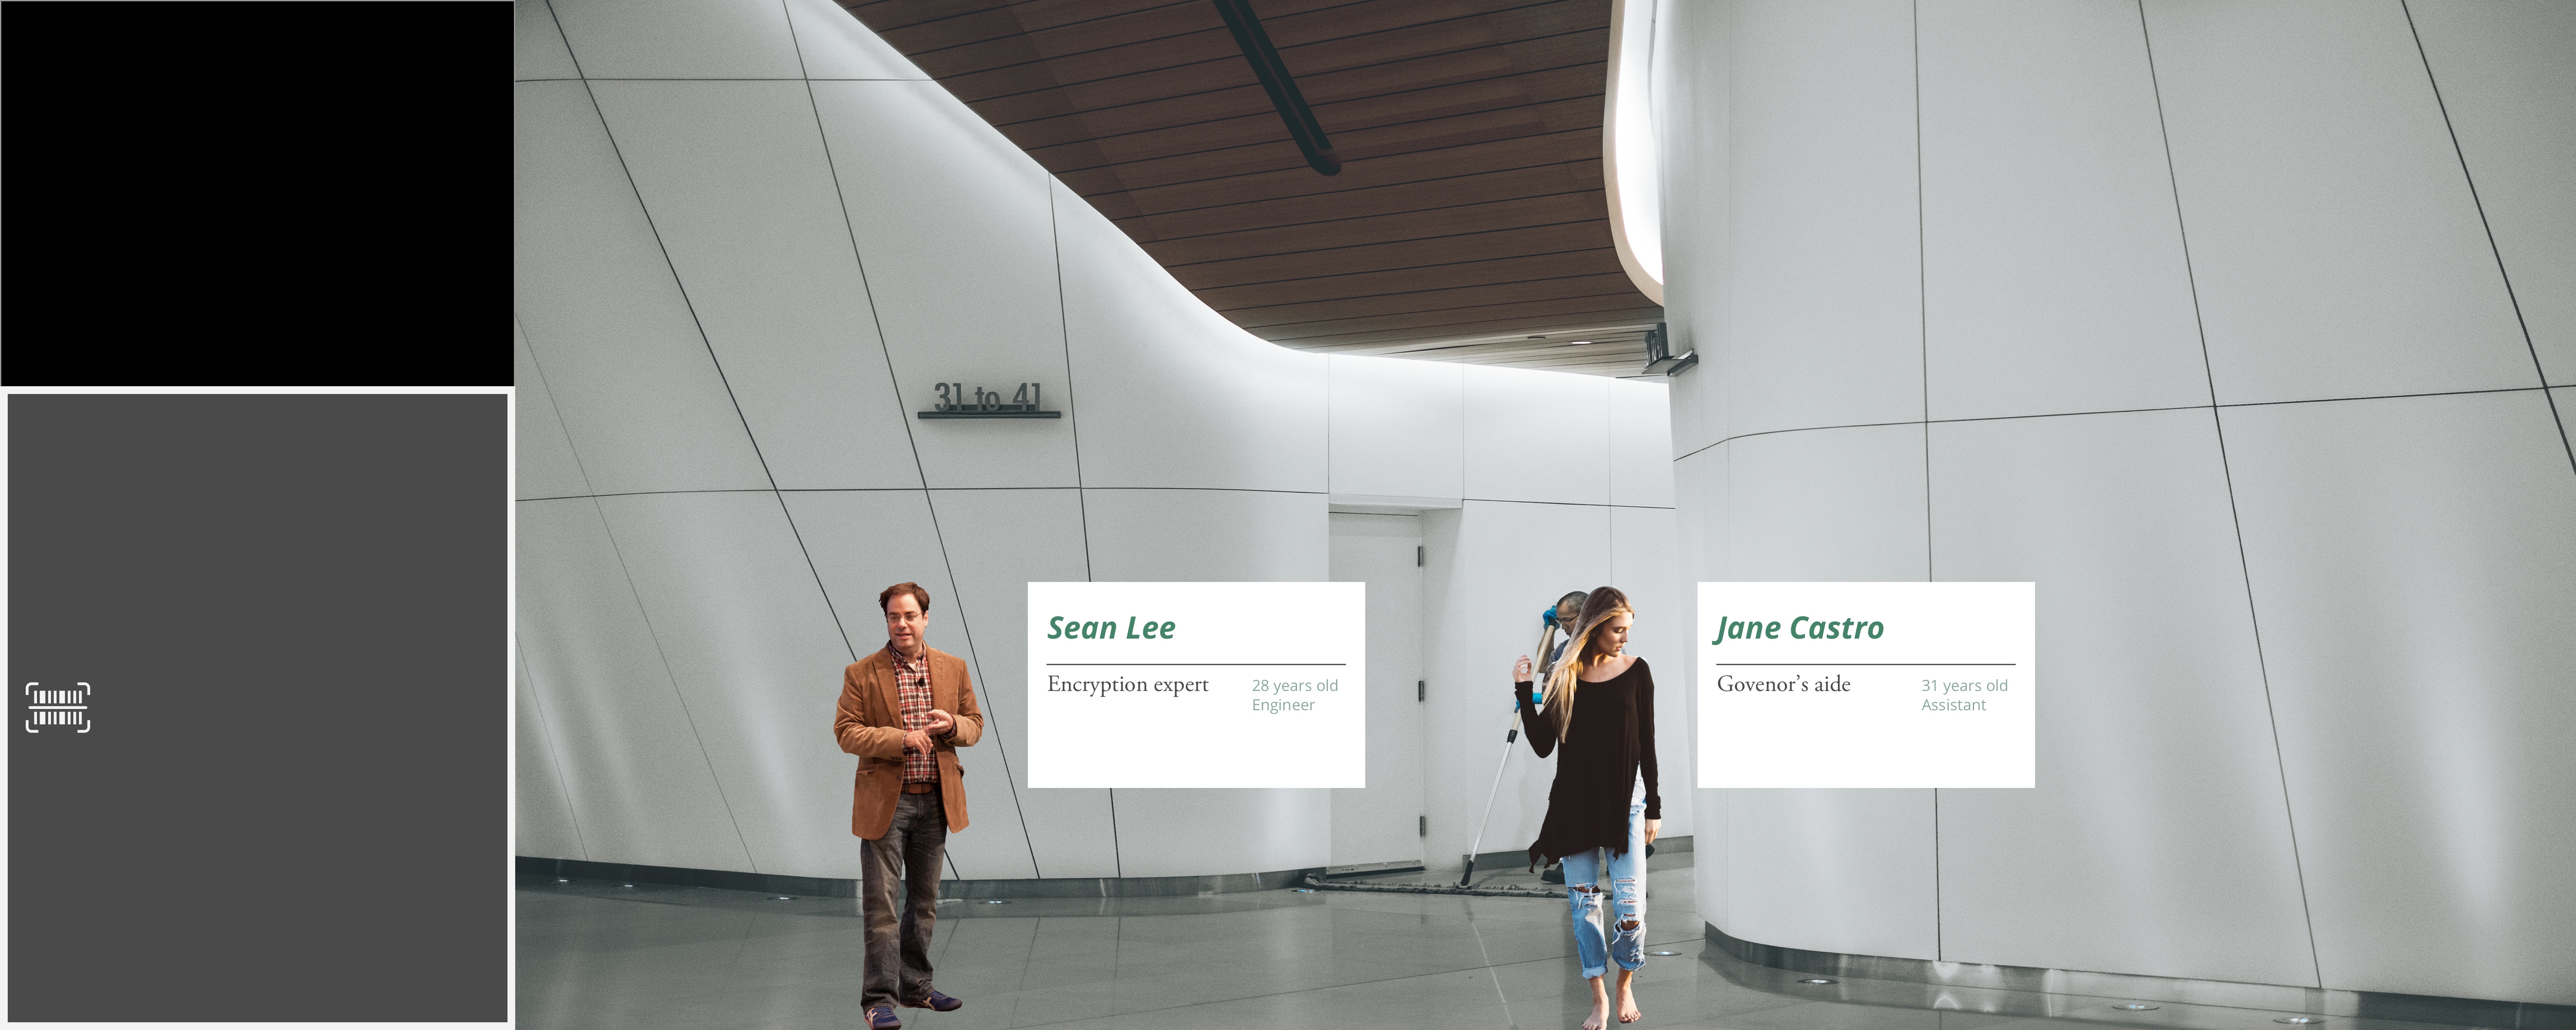 31 to 41
Sean Lee
Encryption expert
28 years old
Engineer
Jane Castro
Govenor’s aide
31 years old
Assistant